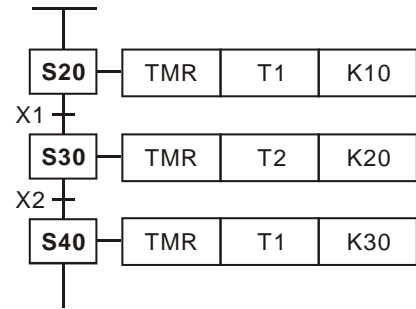 S20 TMR T1 K10
X1
S30 TMR T2 K20
X2
S40 TMR T1 K30